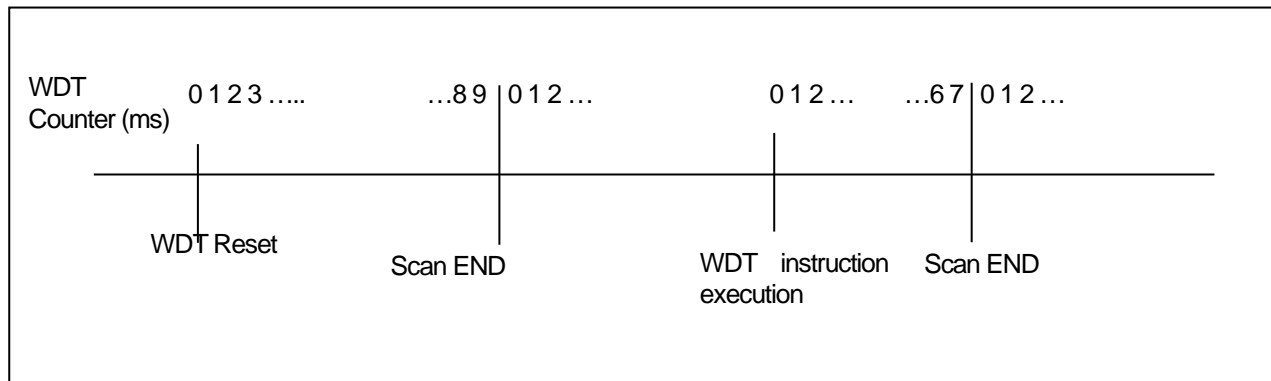 WDT
Counter (ms)
0 1 2 3 …..
…8 9 0 1 2 …
0 1 2 …
…6 7 0 1 2 …
WDT Reset
Scan END
WDT instruction
execution
Scan END